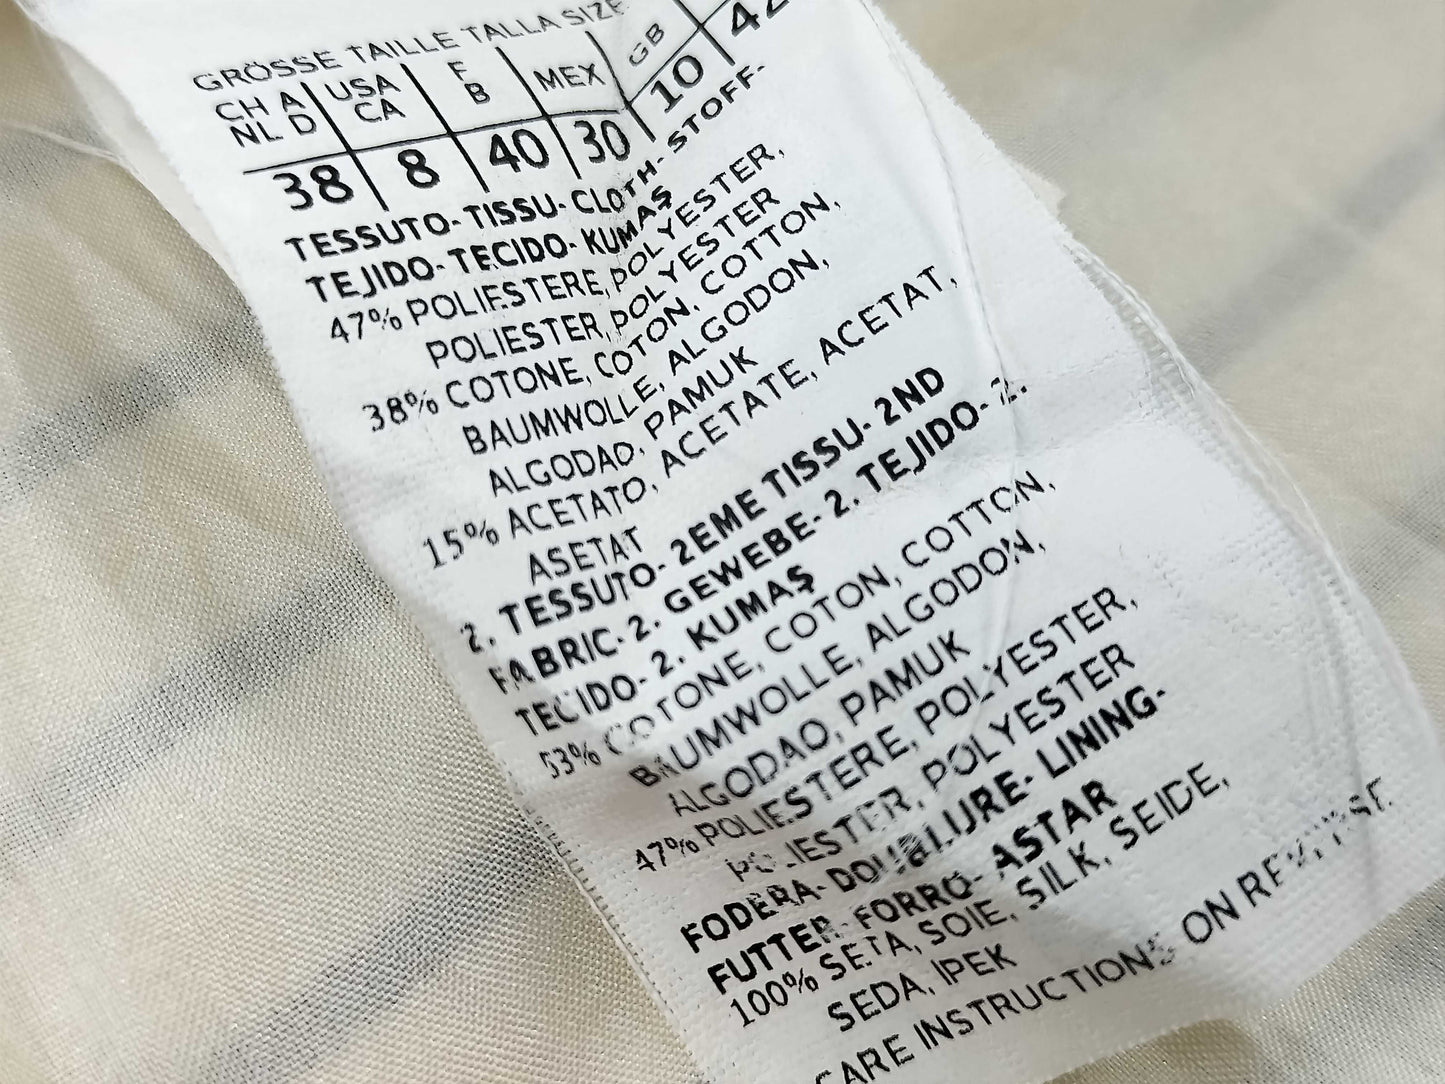 GRÖSSE TAILLE TALLA SIZE
CH A USA F MEX GB
NL D CA B
38 8 40 30 10 42
TESSUTO-TISSU-CLOTH-STOFF-
TEJIDO-TECIDO-KUMAŞ
47% POLIESTERE, POLYESTER,
POLIESTER, POLYESTER
38% COTONE, COTON, COTTON,
BAUMWOLLE, ALGODON,
ALGODAO, PAMUK
15% ACETATO, ACETATE, ACETAT,
ASETAT
2. TESSUTO-2EME TISSU-2ND
FABRIC-2. GEWEBE-2. TEJIDO-2.
TECIDO-2. KUMAŞ
53% COTONE, COTON, COTTON,
BAUMWOLLE, ALGODON,
ALGODAO, PAMUK
47% POLIESTERE, POLYESTER,
POLIESTER, POLYESTER
FODERA-DOUBLURE-LINING-
FUTTER-FORRO-ASTAR
100% SETA, SOIE, SILK, SEIDE,
SEDA, IPEK
CARE INSTRUCTIONS ON REVERSE